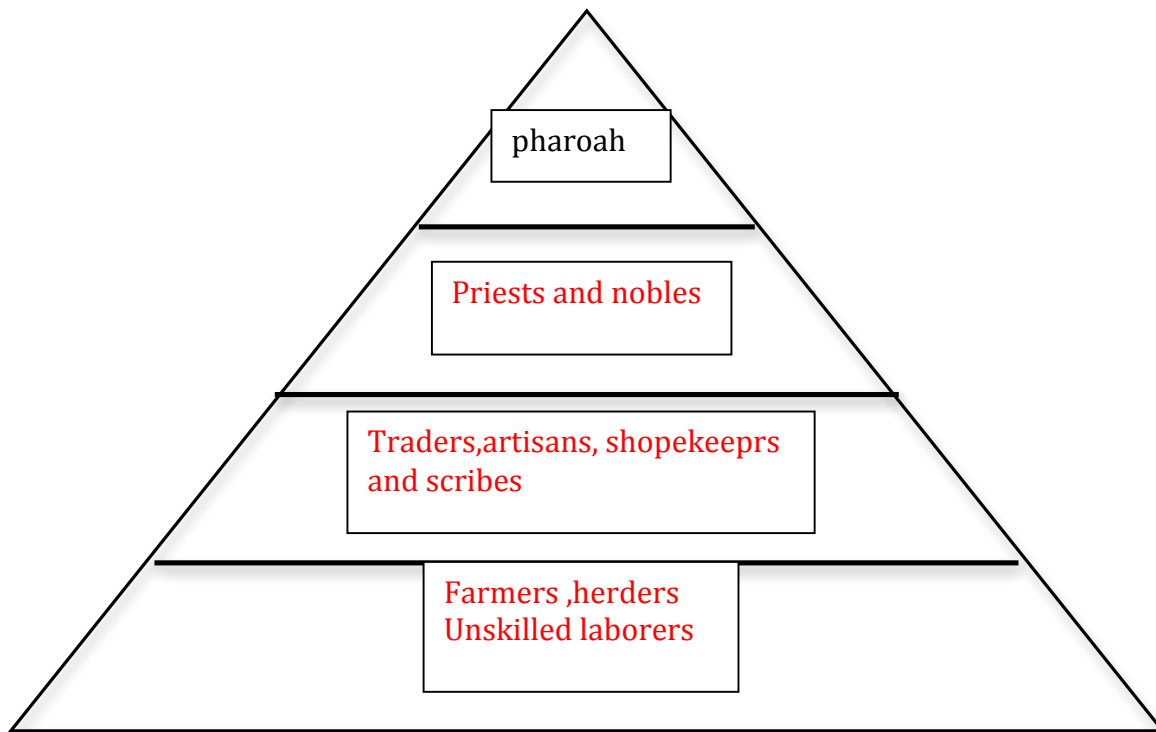 pharoah
Priests and nobles
Traders,artisans, shopekeeprs
and scribes
Farmers ,herders
Unskilled laborers